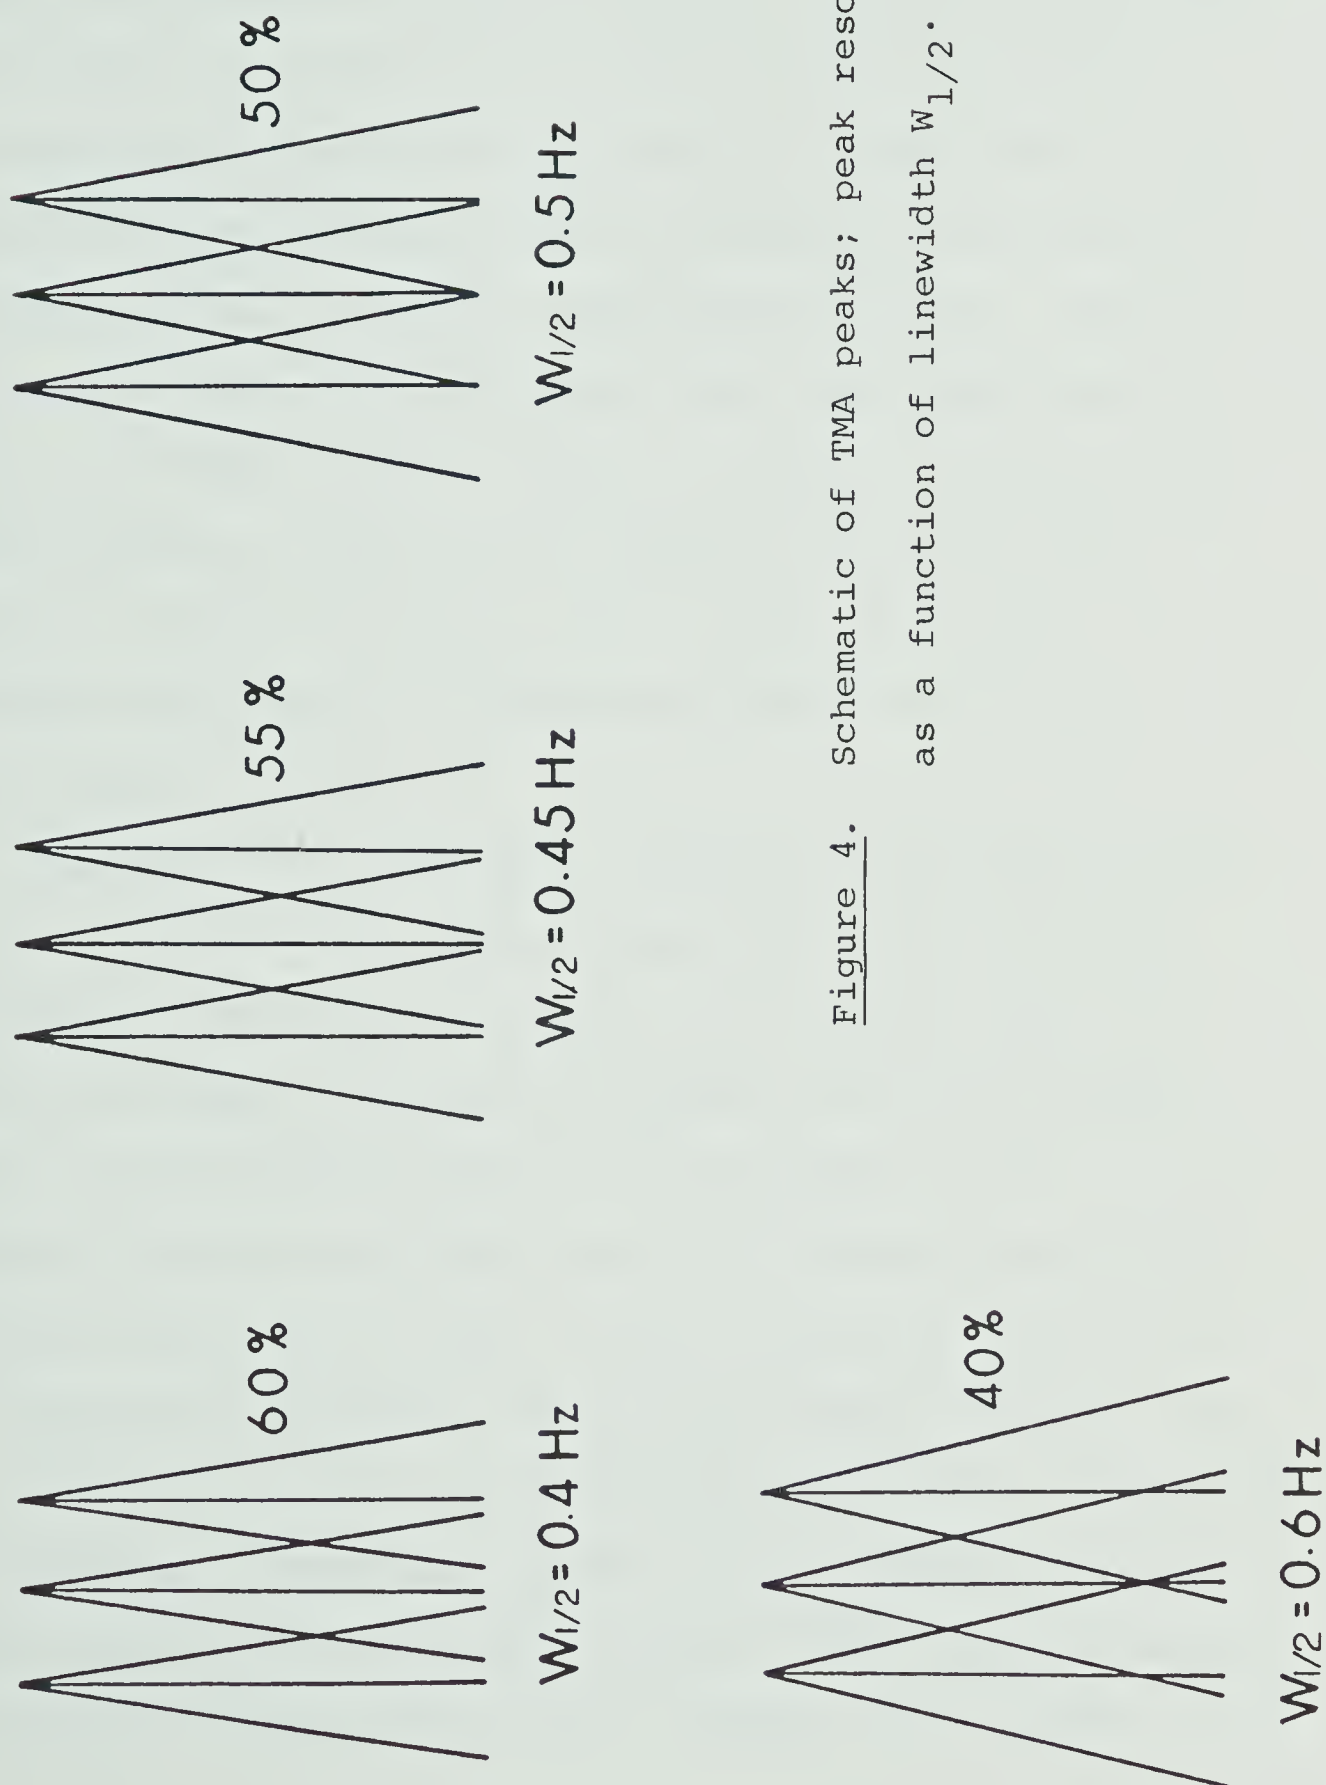 60%
W1/2 = 0.4 Hz
55%
W1/2 = 0.45 Hz
50%
W1/2 = 0.5 Hz
40%
W1/2 = 0.6 Hz
Figure 4. Schematic of TMA peaks; peak
as a function of linewidth W1/2.